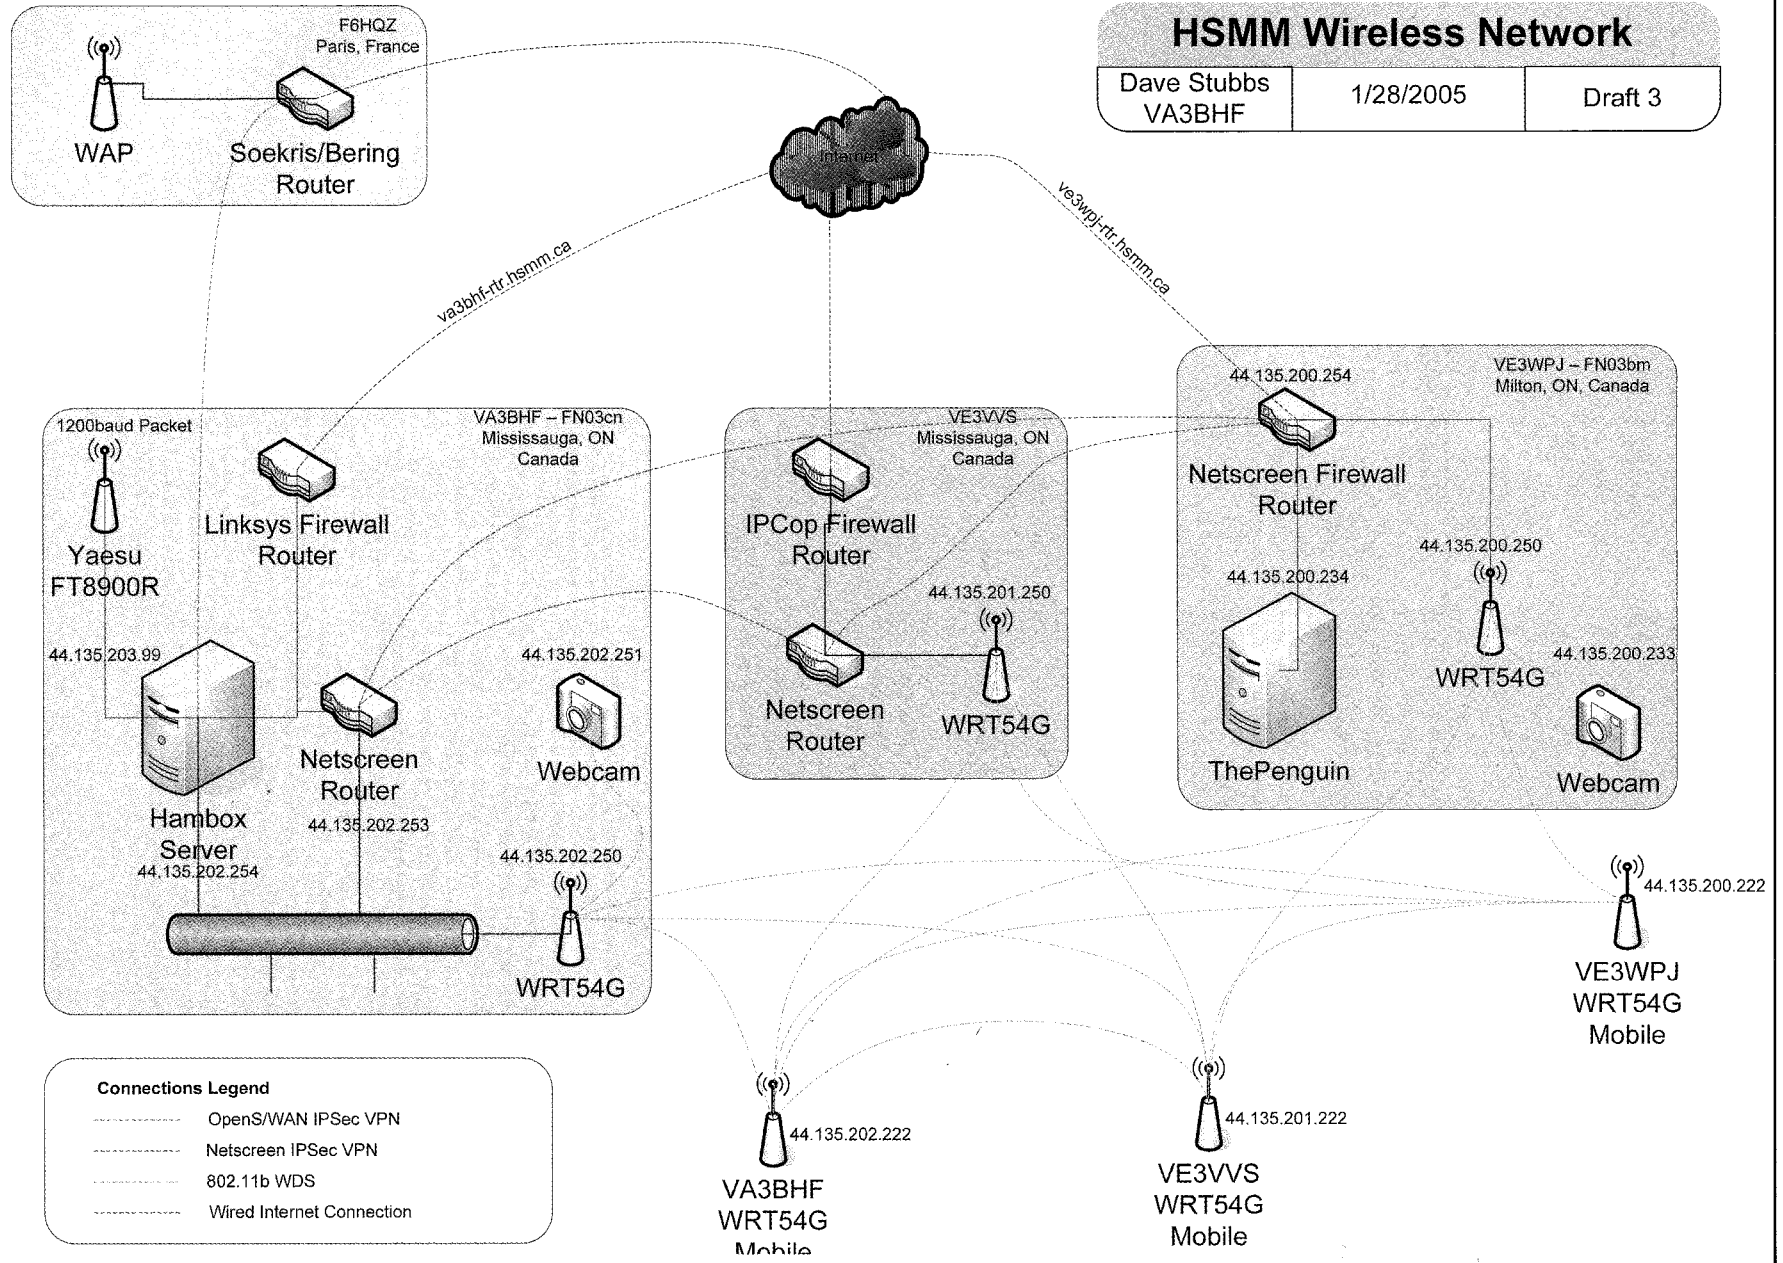 HSMM Wireless Network
Dave Stubbs
VA3BHF
1/28/2005
Draft 3
F6HQZ
Paris, France
WAP
Soekris/Bering
Router
Internet
va3bhf-rtr.hsmm.ca
ve3wpj-rtr.hsmm.ca
VA3BHF – FN03cn
Mississauga, ON
Canada
1200baud Packet
Yaesu
FT8900R
Linksys Firewall
Router
44.135.203.99
Hambox
Server
44.135.202.254
Netscreen
Router
44.135.202.253
44.135.202.251
Webcam
44.135.202.250
WRT54G
VE3VVS
Mississauga, ON
Canada
IPCop Firewall
Router
44.135.201.250
Netscreen
Router
WRT54G
VE3WPJ – FN03bm
Milton, ON, Canada
44.135.200.254
Netscreen Firewall
Router
44.135.200.250
WRT54G
44.135.200.234
ThePenguin
44.135.200.233
Webcam
44.135.200.222
VE3WPJ
WRT54G
Mobile
44.135.202.222
VA3BHF
WRT54G
Mobile
44.135.201.222
VE3VVS
WRT54G
Mobile
Connections Legend
OpenS/WAN IPSec VPN
Netscreen IPSec VPN
802.11b WDS
Wired Internet Connection